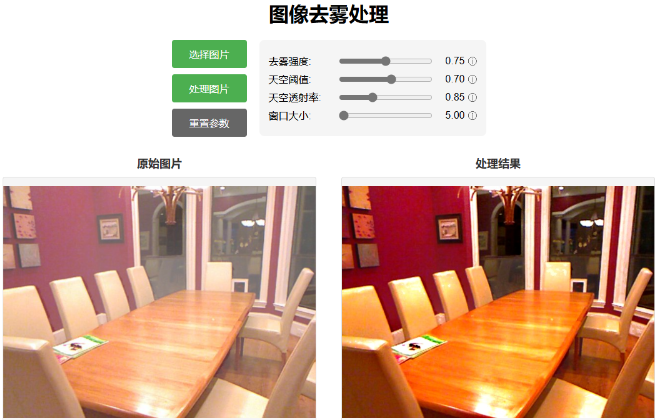 图像去雾处理
选择图片
处理图片
重置参数
去雾强度: 0.75
天空阈值: 0.70
天空透射率: 0.85
窗口大小: 5.00
原始图片
处理结果